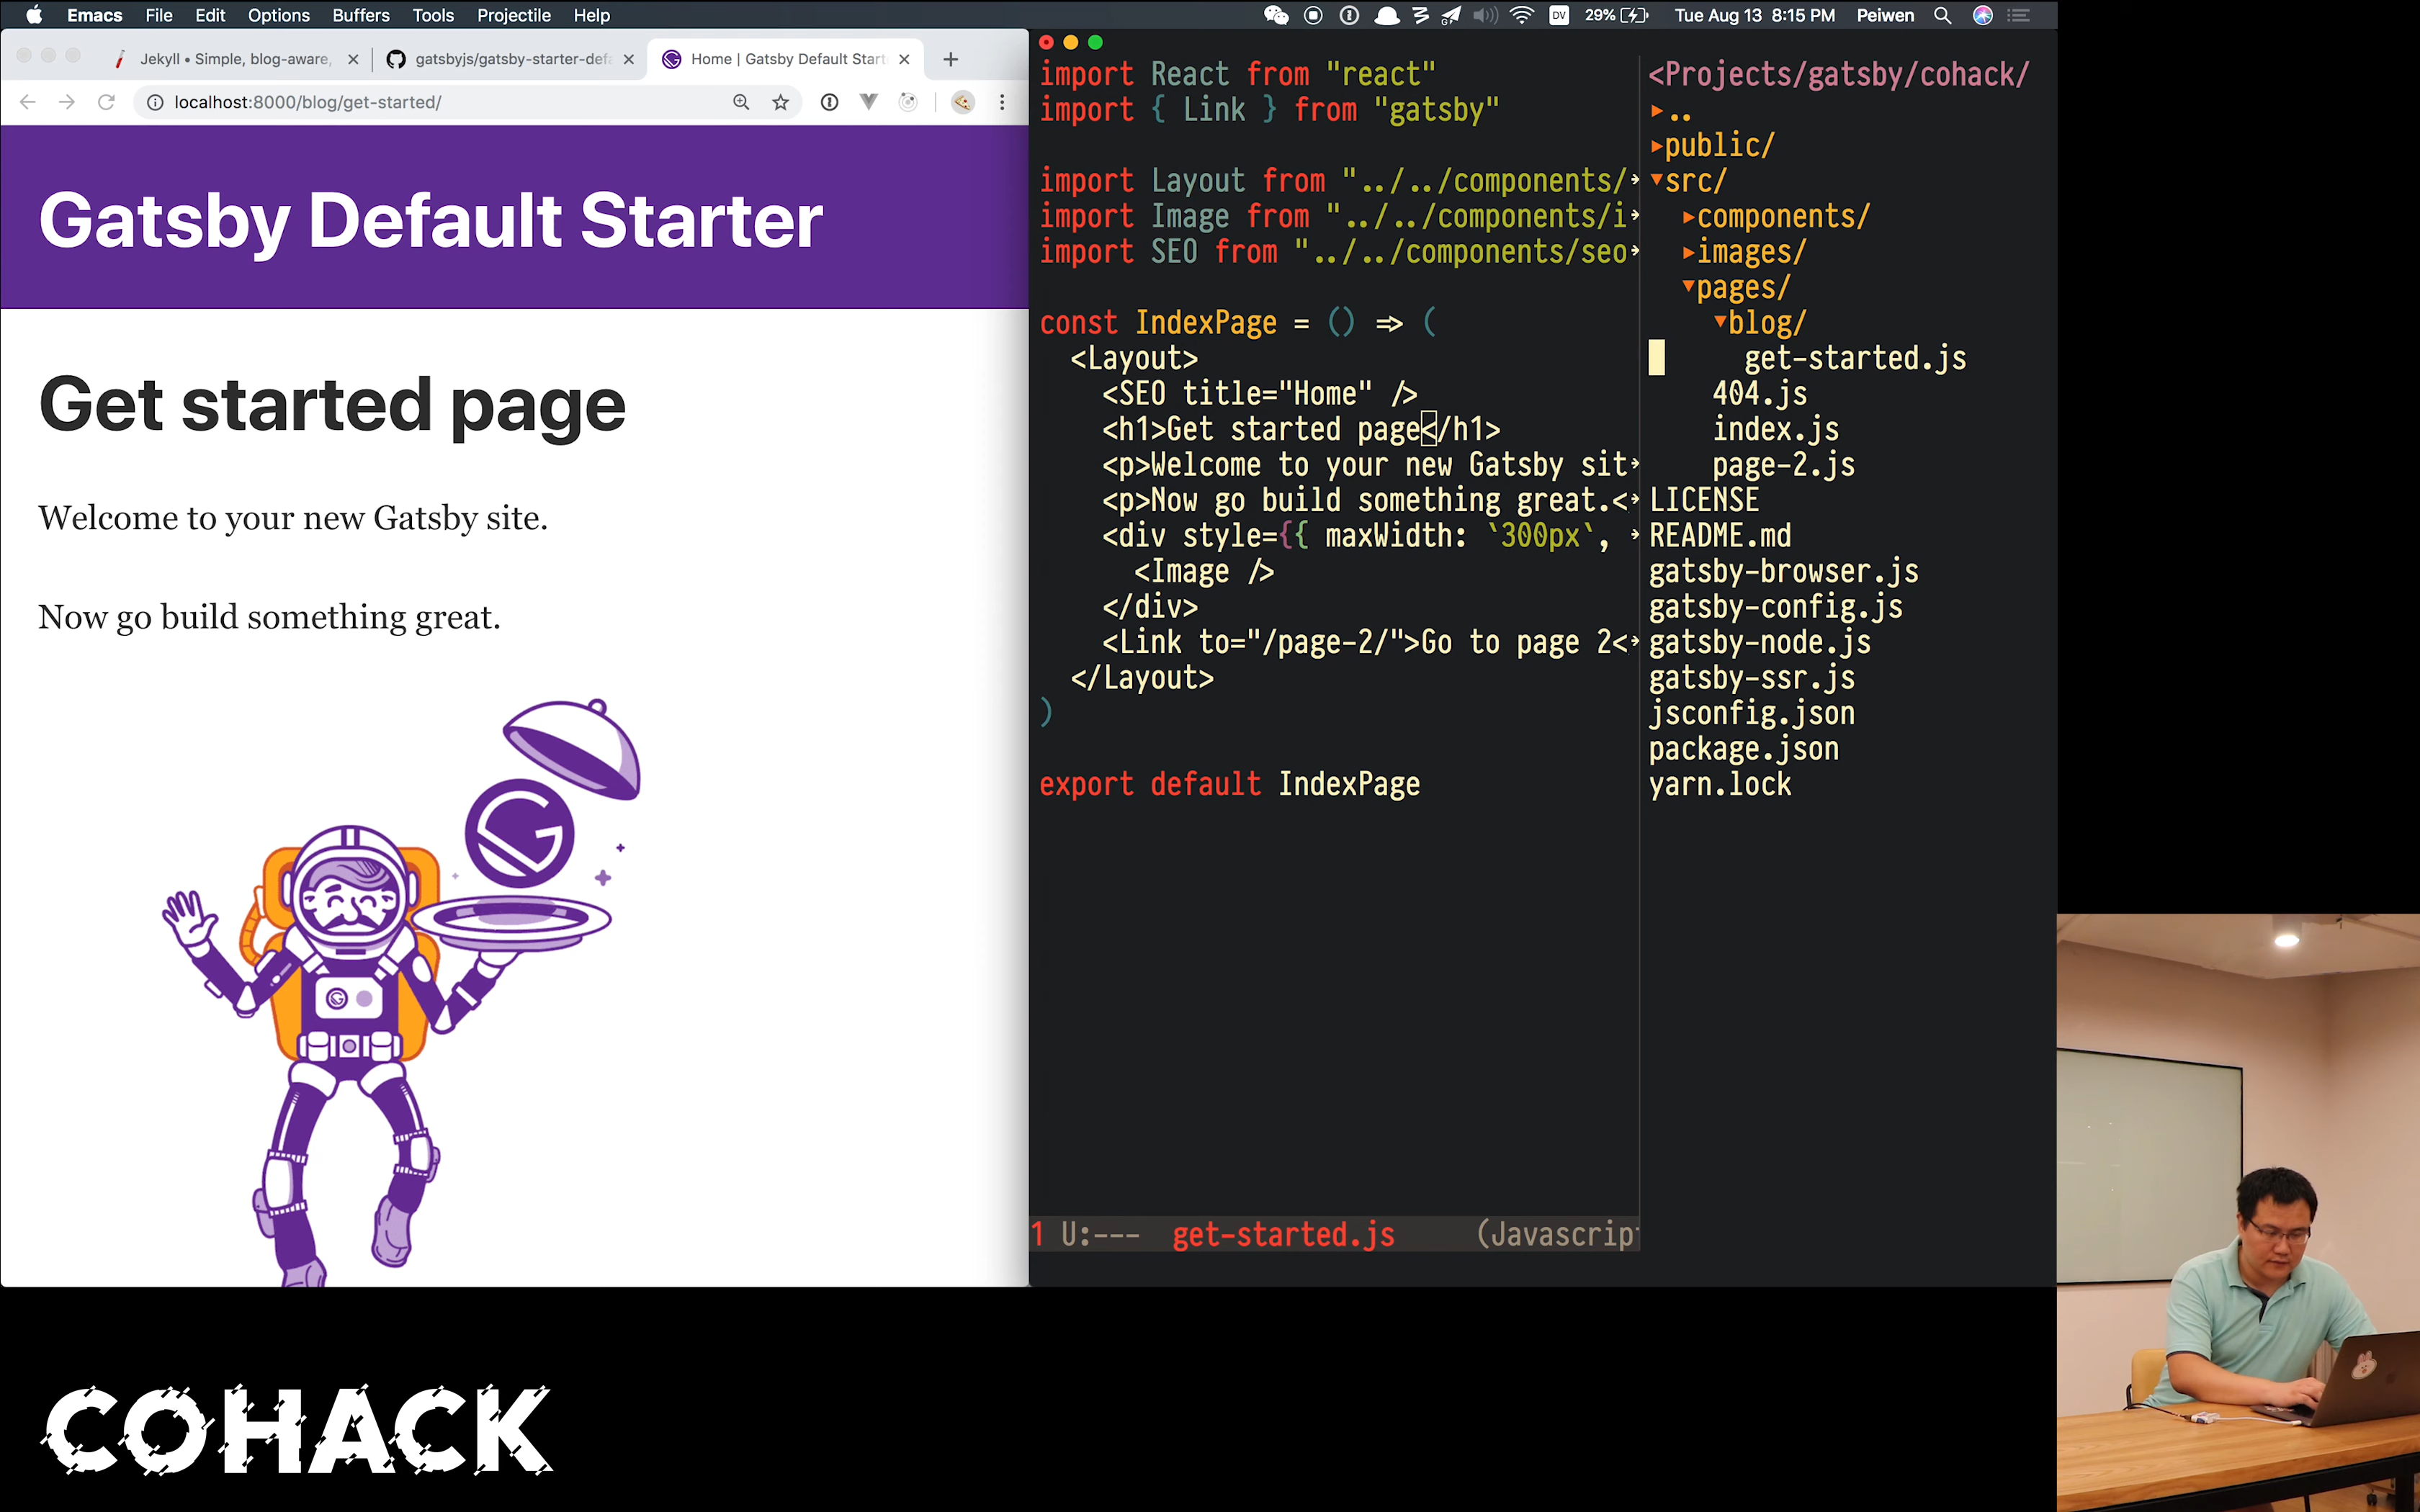 Emacs File Edit Options Buffers Tools Projectile Help
DV 29% Tue Aug 13 8:15 PM Peiwen
Jekyll • Simple, blog-aware,
gatsbyjs/gatsby-starter-defa
Home | Gatsby Default Start
localhost:8000/blog/get-started/
Gatsby Default Starter
Get started page
Welcome to your new Gatsby site.
Now go build something great.
import React from "react"
import { Link } from "gatsby"
import Layout from "../../components/
import Image from "../../components/i
import SEO from "../../components/seo
const IndexPage = () => (
<Layout>
<SEO title="Home" />
<h1>Get started page</h1>
<p>Welcome to your new Gatsby sit
<p>Now go build something great.<
<div style={{ maxWidth: `300px`,
<Image />
</div>
<Link to="/page-2/">Go to page 2<
</Layout>
)
export default IndexPage
1 U:--- get-started.js (Javascrip
<Projects/gatsby/cohack/
▸..
▸public/
▾src/
▸components/
▸images/
▾pages/
▾blog/
get-started.js
404.js
index.js
page-2.js
LICENSE
README.md
gatsby-browser.js
gatsby-config.js
gatsby-node.js
gatsby-ssr.js
jsconfig.json
package.json
yarn.lock
COHACK